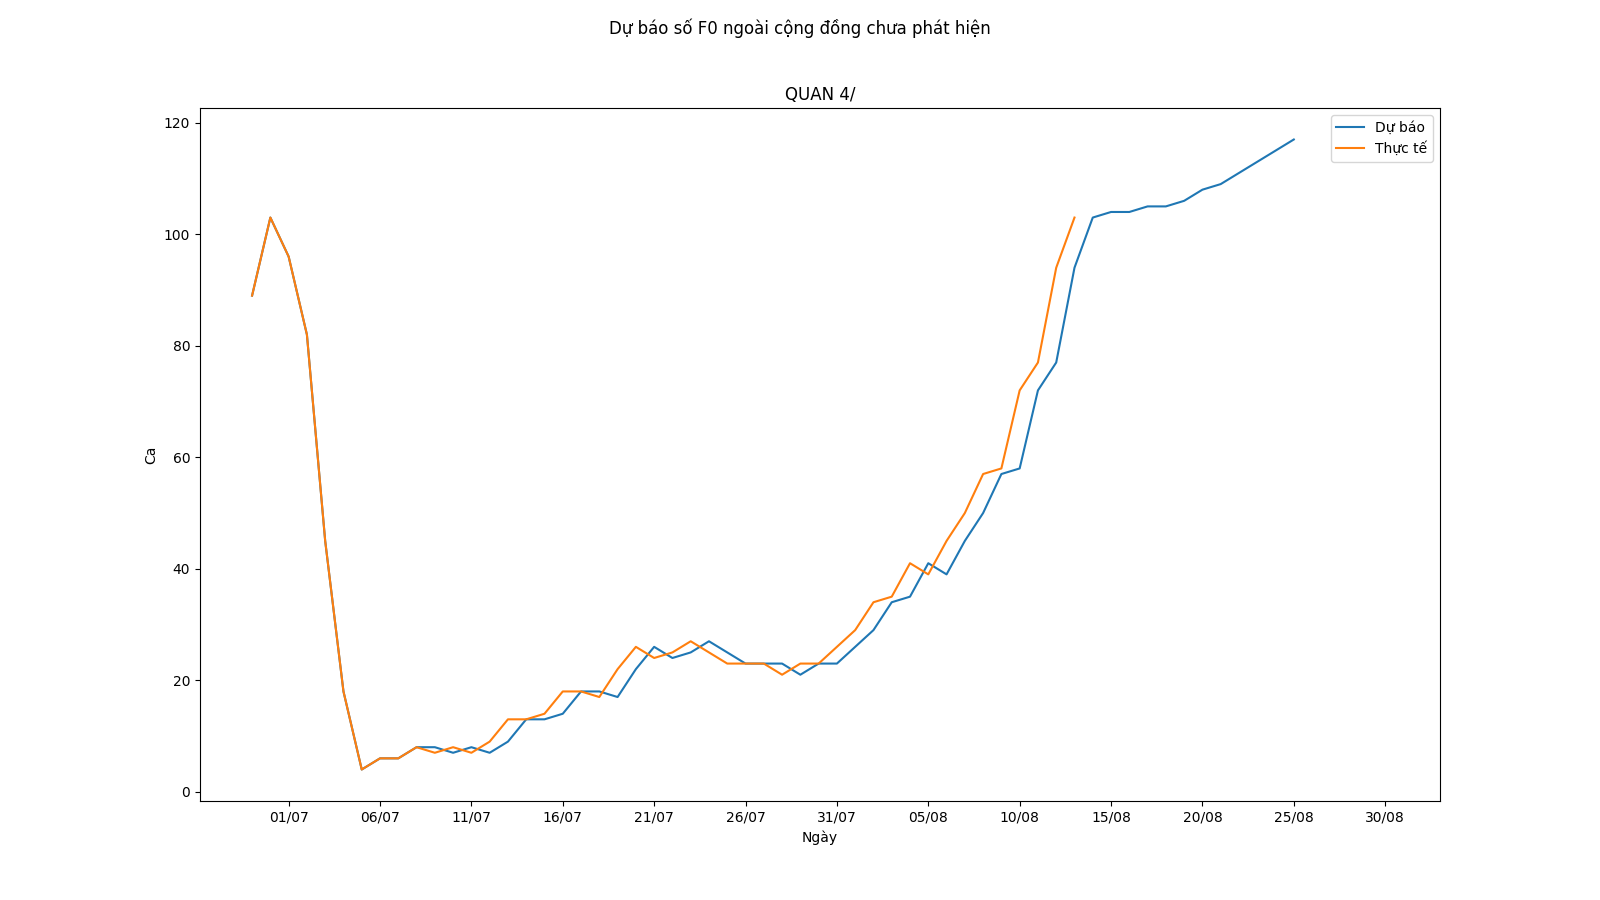 Dự báo số F0 ngoài cộng đồng chưa phát hiện
QUAN 4/
Dự báo
Thực tế
120
100
80
60
40
20
0
Ca
01/07 06/07 11/07 16/07 21/07 26/07 31/07 05/08 10/08 15/08 20/08 25/08 30/08
Ngày